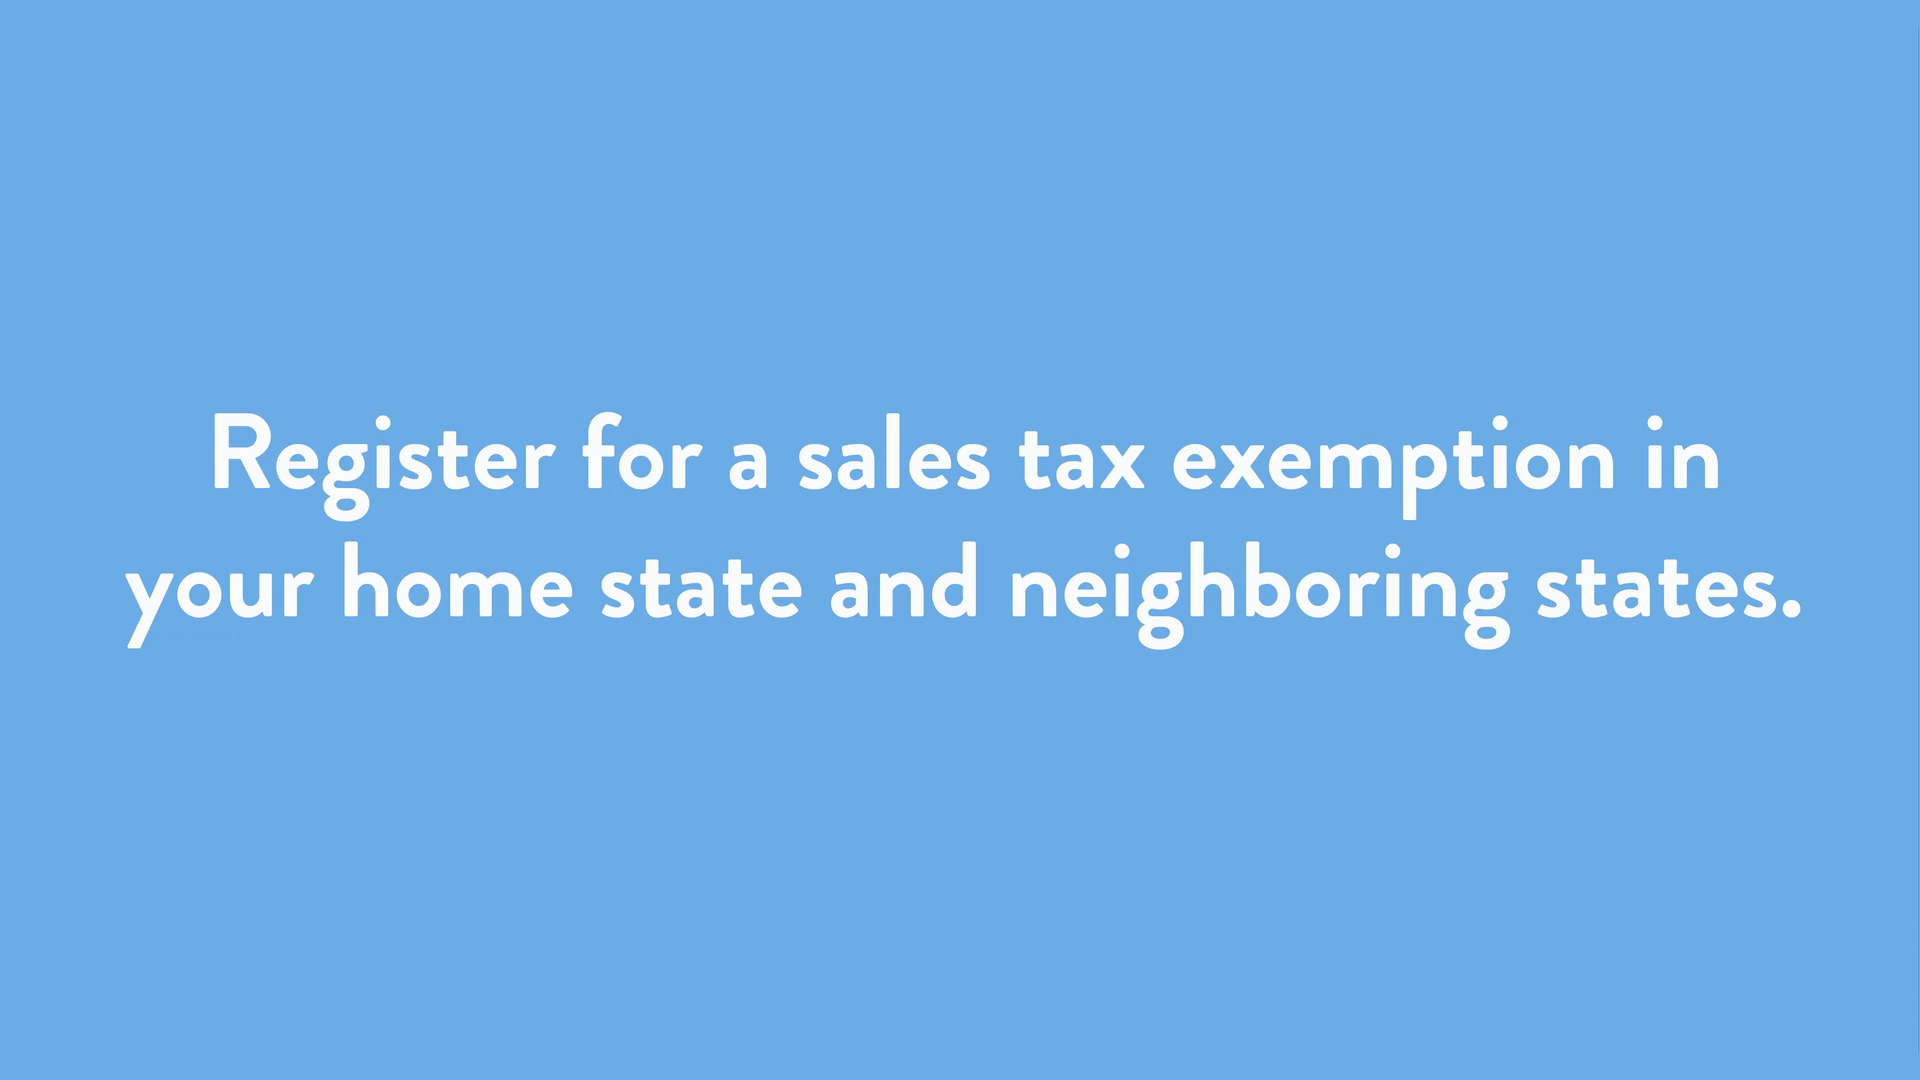 Register for a sales tax exemption in
your home state and neighboring states.